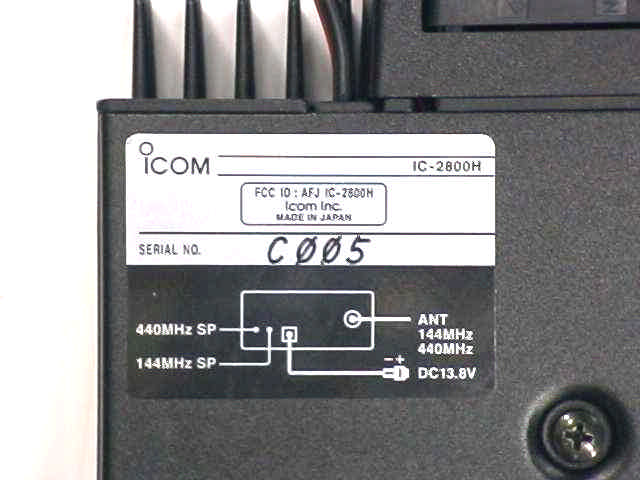 ICOM IC-2800H
FCC ID : AFJ IC-2800H
Icom Inc.
MADE IN JAPAN
SERIAL NO. CØØ5
440MHz SP
144MHz SP
ANT
144MHz
440MHz
- +
DC13.8V